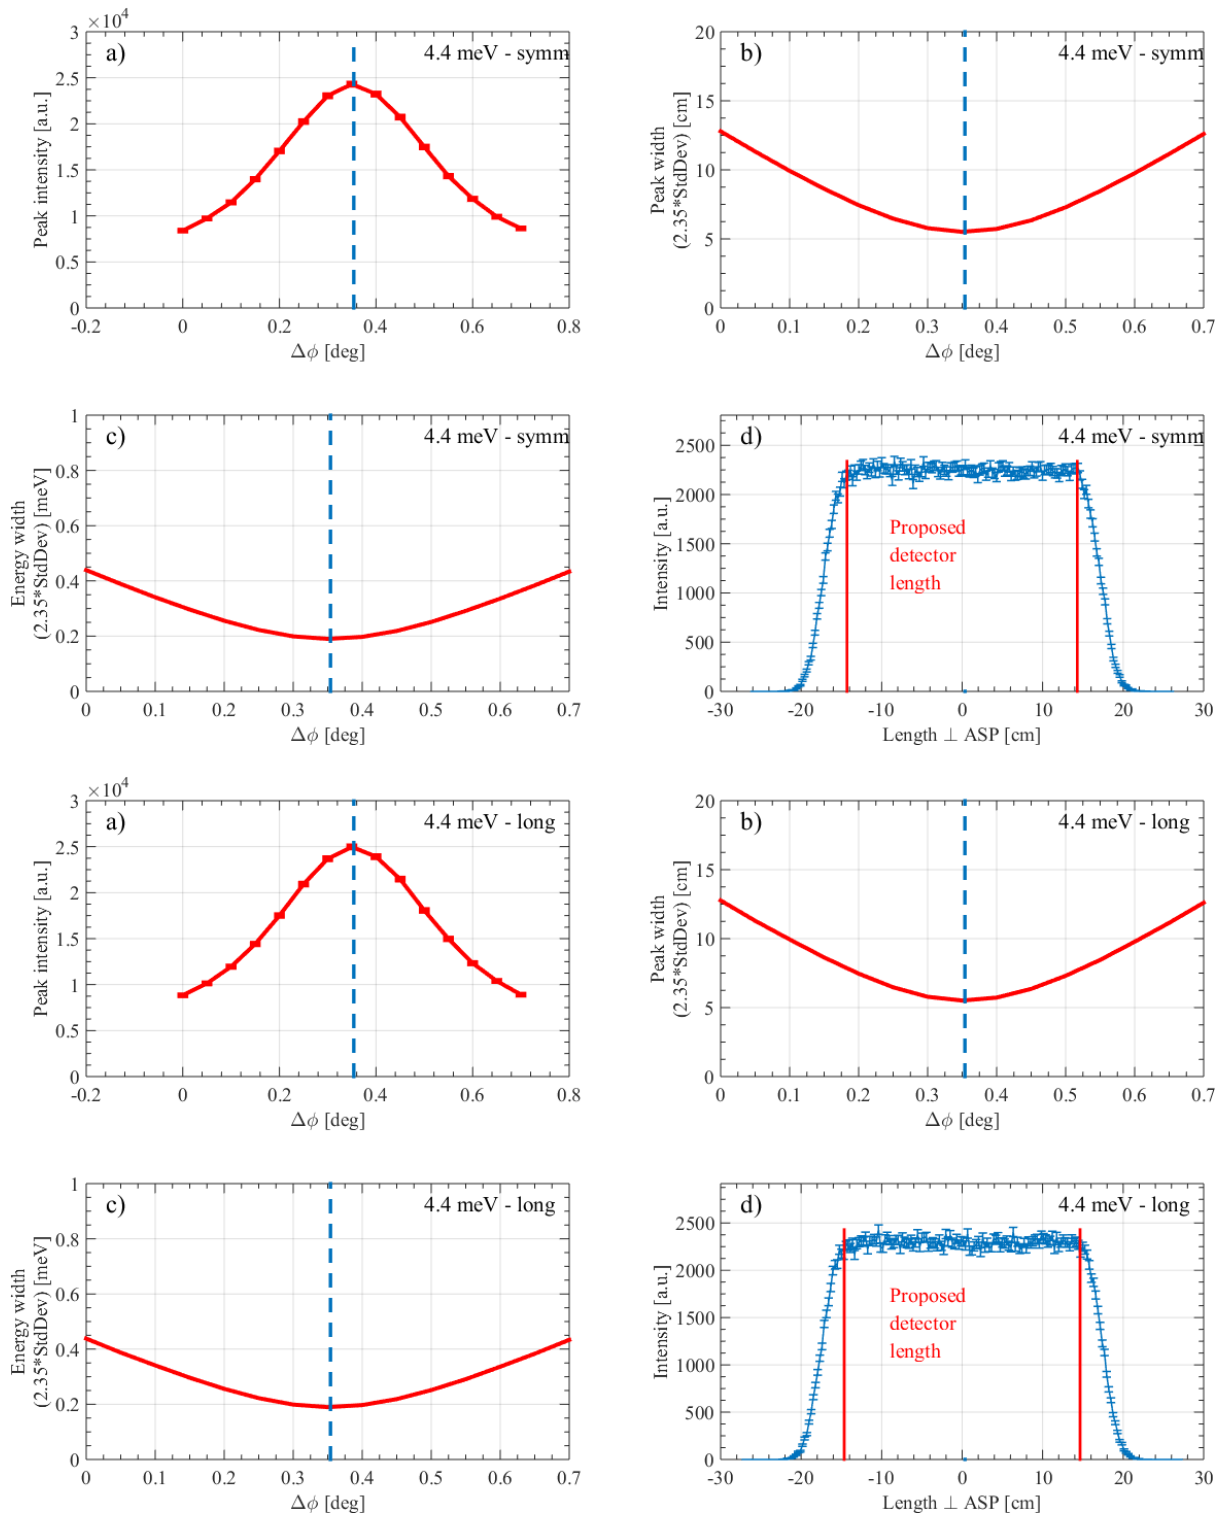 ×10⁴
a)
4.4 meV - symm
Peak intensity [a.u.]
3
2.5
2
1.5
1
0.5
0
-0.2
0
0.2
0.4
0.6
0.8
Δϕ [deg]
b)
4.4 meV - symm
Peak width
(2.35*StdDev) [cm]
20
15
10
5
0
0
0.1
0.2
0.3
0.4
0.5
0.6
0.7
Δϕ [deg]
c)
4.4 meV - symm
Energy width
(2.35*StdDev) [meV]
1
0.8
0.6
0.4
0.2
0
0
0.1
0.2
0.3
0.4
0.5
0.6
0.7
Δϕ [deg]
d)
4.4 meV - symm
Intensity [a.u.]
2500
2000
1500
1000
500
0
Proposed
detector
length
-30
-20
-10
0
10
20
30
Length ⊥ ASP [cm]
×10⁴
a)
4.4 meV - long
Peak intensity [a.u.]
3
2.5
2
1.5
1
0.5
0
-0.2
0
0.2
0.4
0.6
0.8
Δϕ [deg]
b)
4.4 meV - long
Peak width
(2.35*StdDev) [cm]
20
15
10
5
0
0
0.1
0.2
0.3
0.4
0.5
0.6
0.7
Δϕ [deg]
c)
4.4 meV - long
Energy width
(2.35*StdDev) [meV]
1
0.8
0.6
0.4
0.2
0
0
0.1
0.2
0.3
0.4
0.5
0.6
0.7
Δϕ [deg]
d)
4.4 meV - long
Intensity [a.u.]
2500
2000
1500
1000
500
0
Proposed
detector
length
-30
-20
-10
0
10
20
30
Length ⊥ ASP [cm]